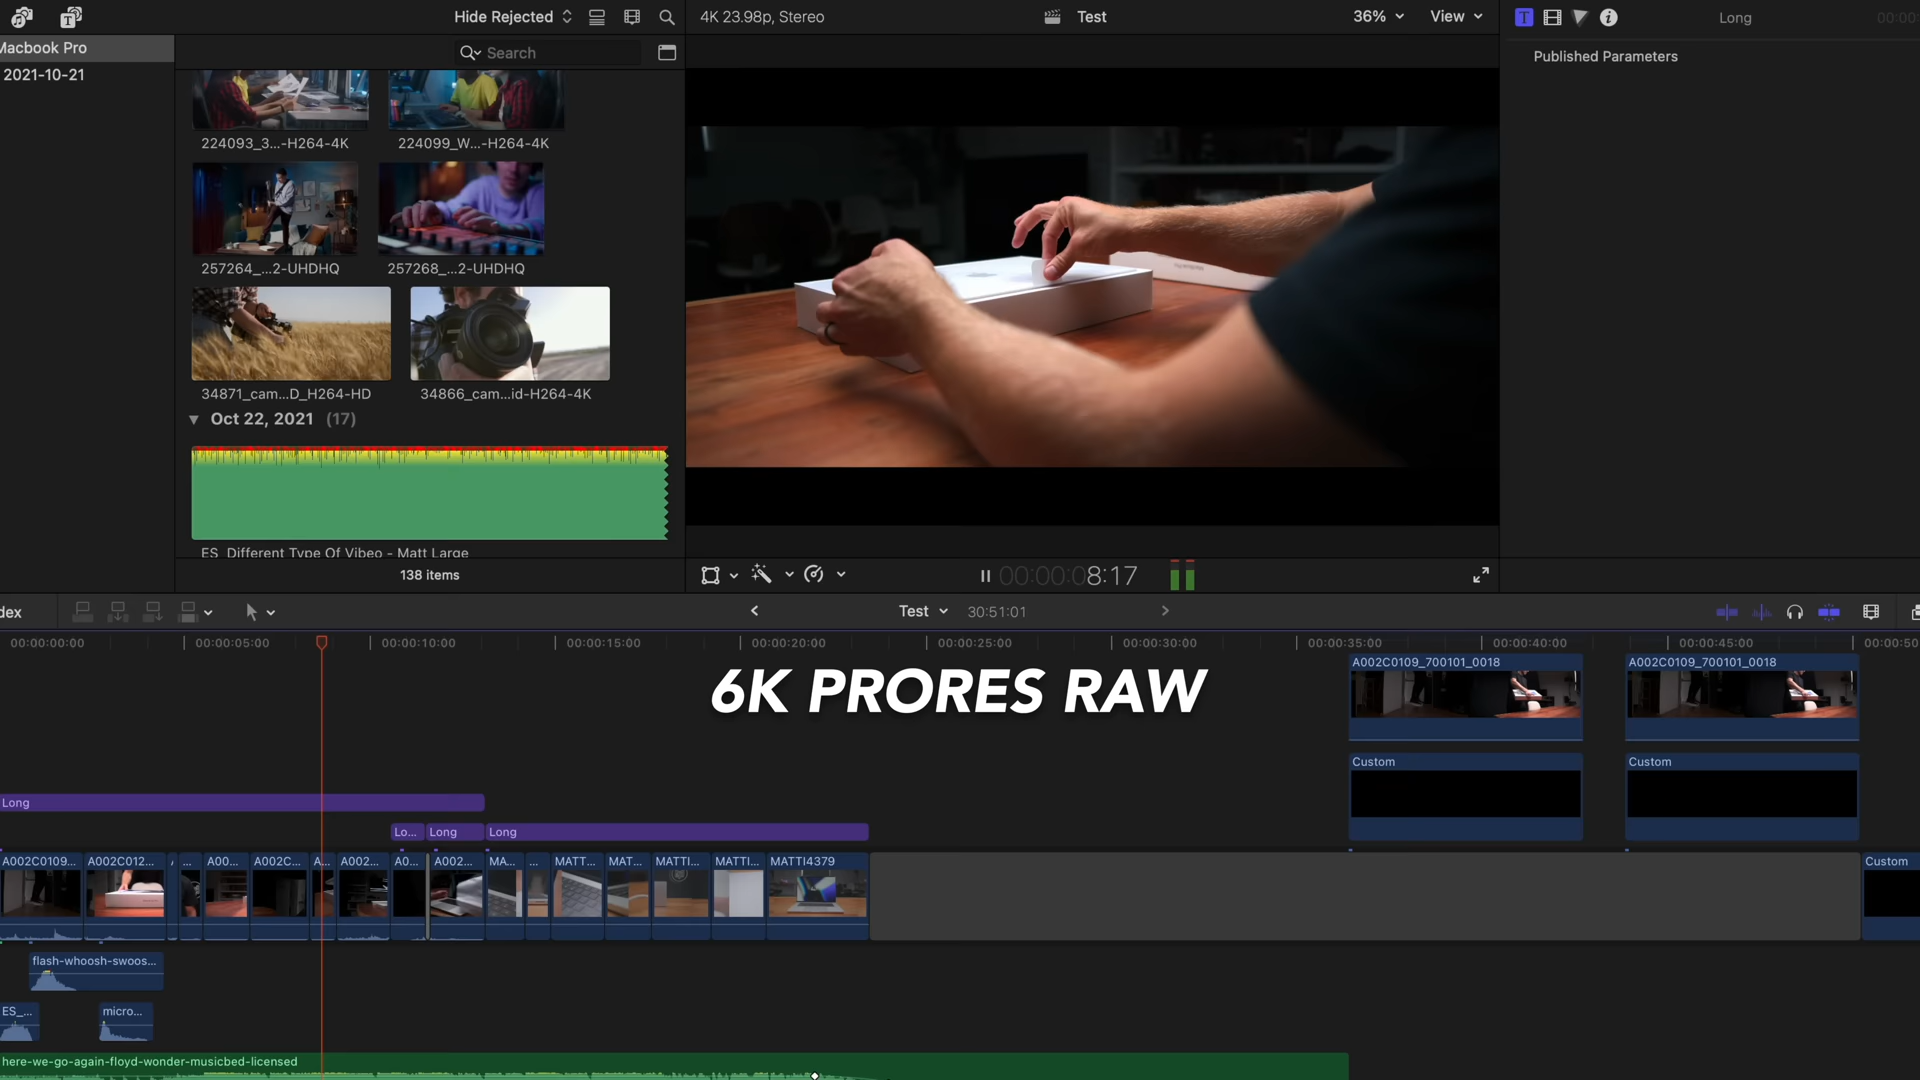 Hide Rejected
4K 23.98p, Stereo
Test
36%
View
Long
00:00
Macbook Pro
2021-10-21
Search
Published Parameters
224093_3...-H264-4K
224099_W...-H264-4K
257264_...2-UHDHQ
257268_...2-UHDHQ
34871_cam...D_H264-HD
34866_cam...id-H264-4K
Oct 22, 2021 (17)
ES_Different Type Of Vibeo - Matt Large
138 items
00:00:08:17
dex
Test
30:51:01
00:00:00:00
00:00:05:00
00:00:10:00
00:00:15:00
00:00:20:00
00:00:25:00
00:00:30:00
00:00:35:00
00:00:40:00
00:00:45:00
00:00:50
6K PRORES RAW
A002C0109_700101_0018
A002C0109_700101_0018
Custom
Custom
Long
Lo...
Long
Long
A002C0109...
A002C012...
...
A00...
A002C...
A...
A002...
A0...
A002...
MA...
...
MATT...
MAT...
MATTI...
MATTI...
MATTI4379
Custom
flash-whoosh-swoos...
ES_...
micro...
here-we-go-again-floyd-wonder-musicbed-licensed